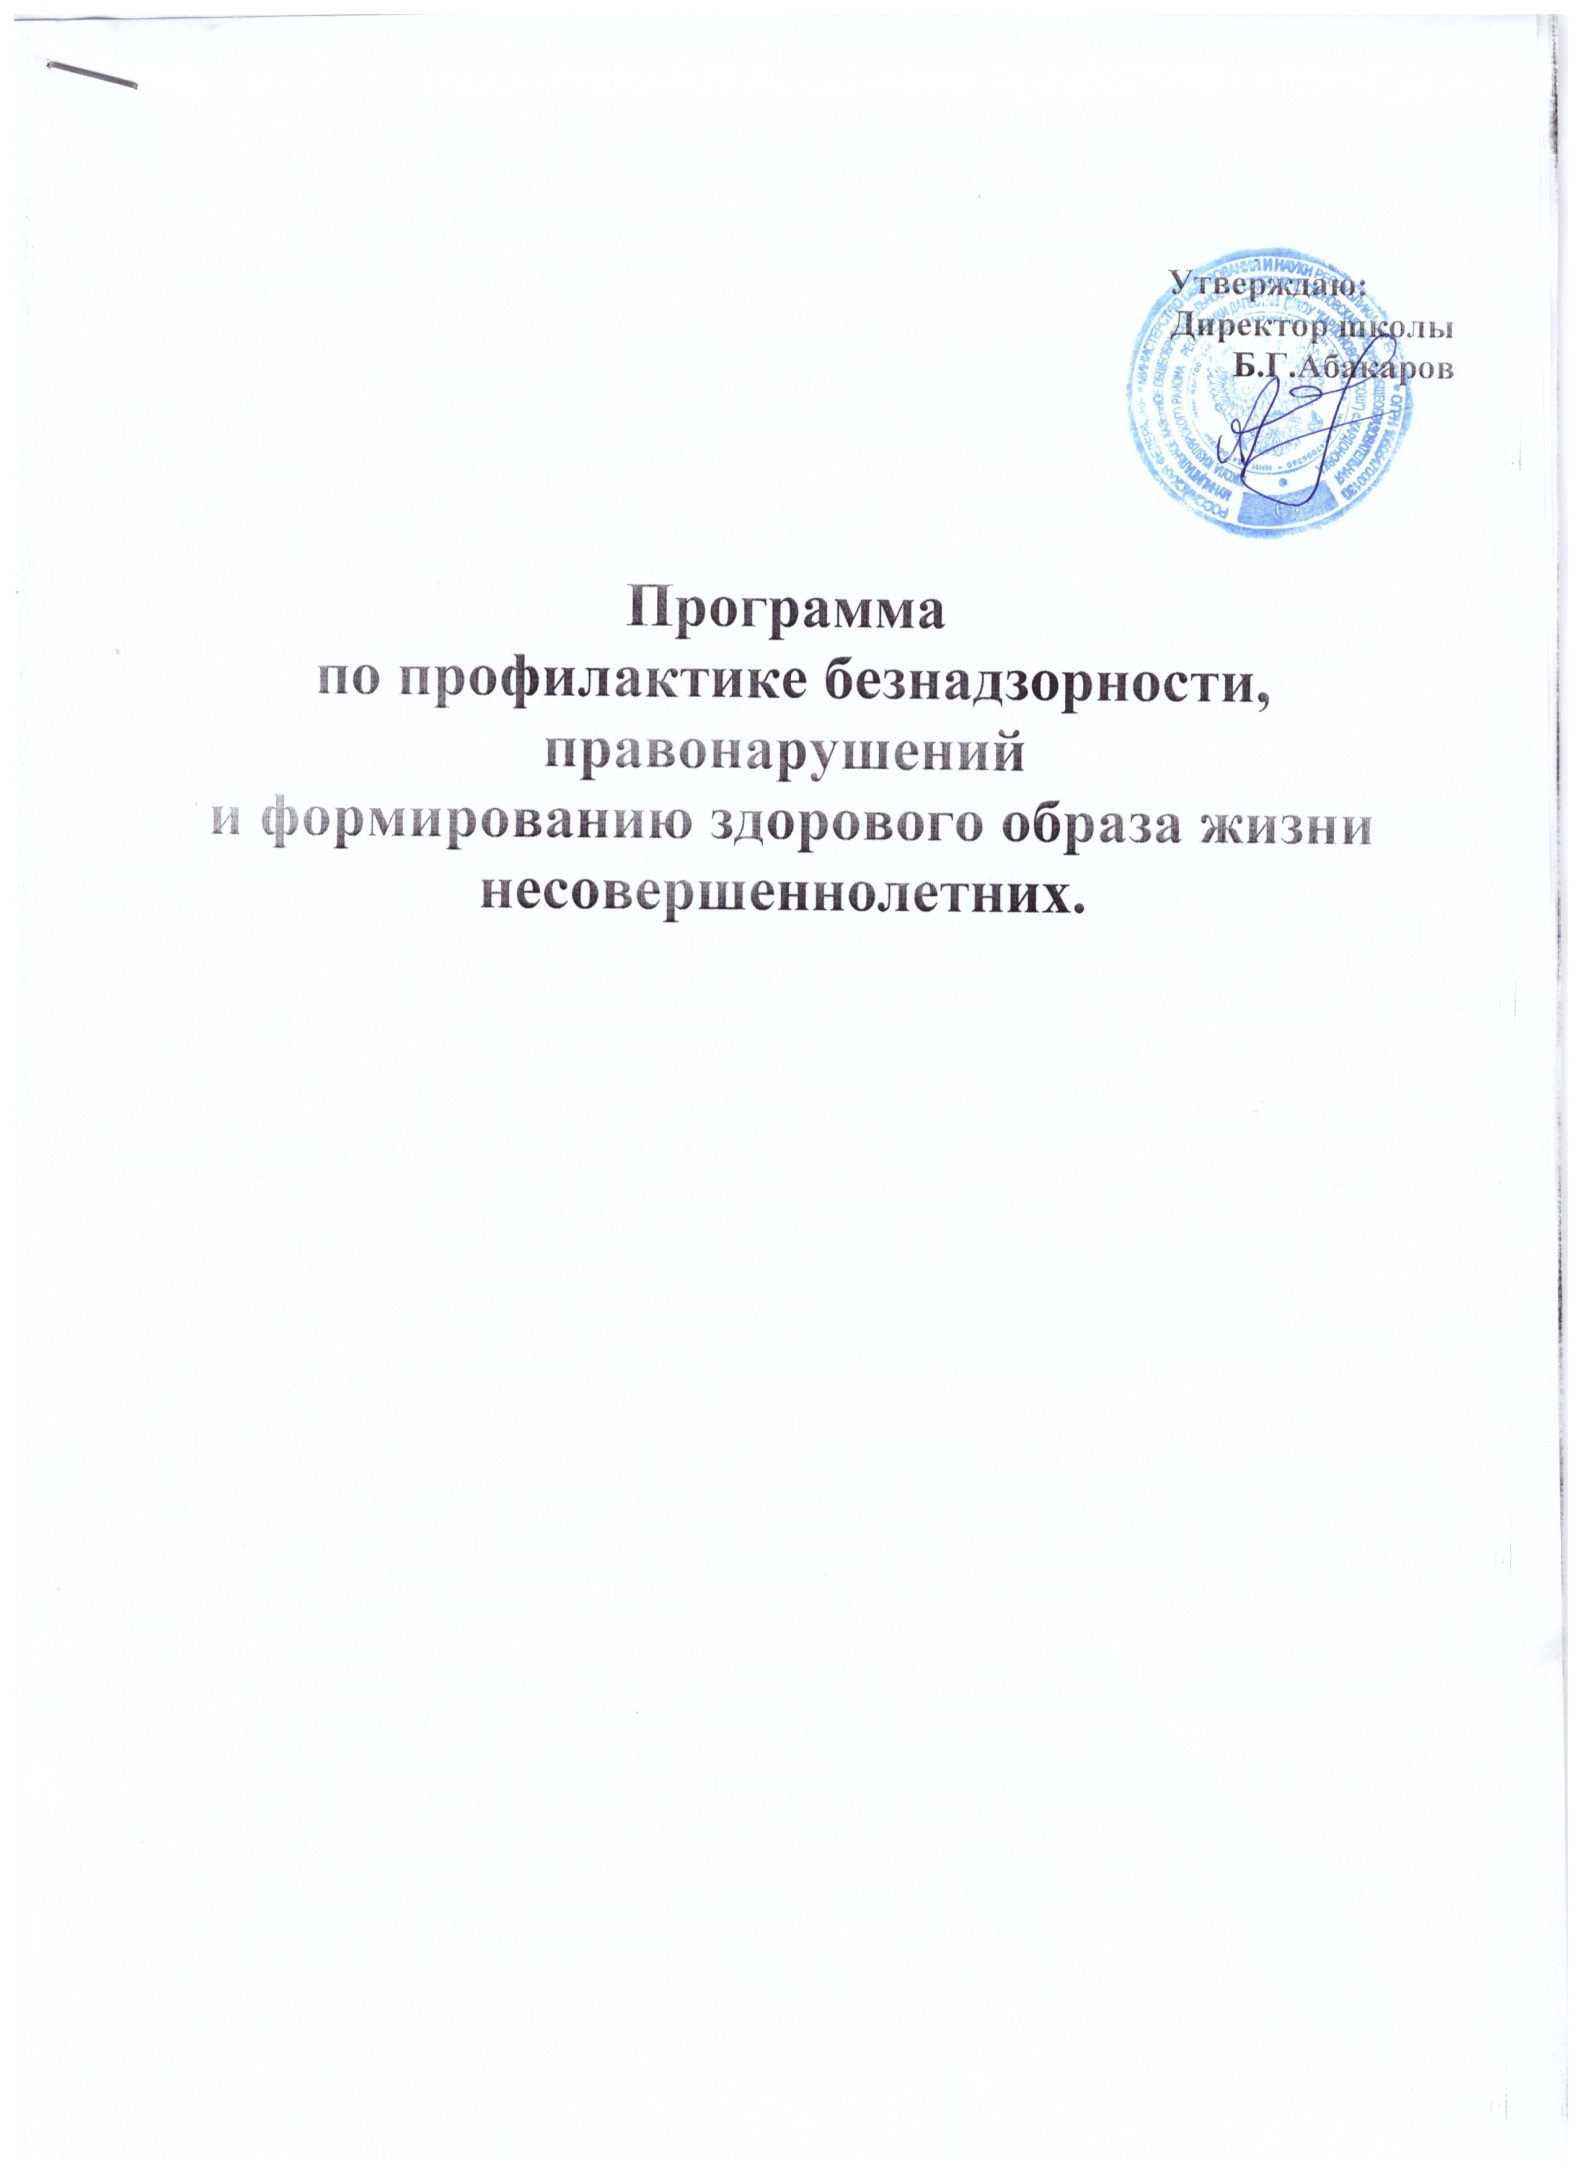 Утверждаю:
Директор школы
Б.Г.Абакаров
Программа
по профилактике безнадзорности,
правонарушений
и формированию здорового образа жизни
несовершеннолетних.